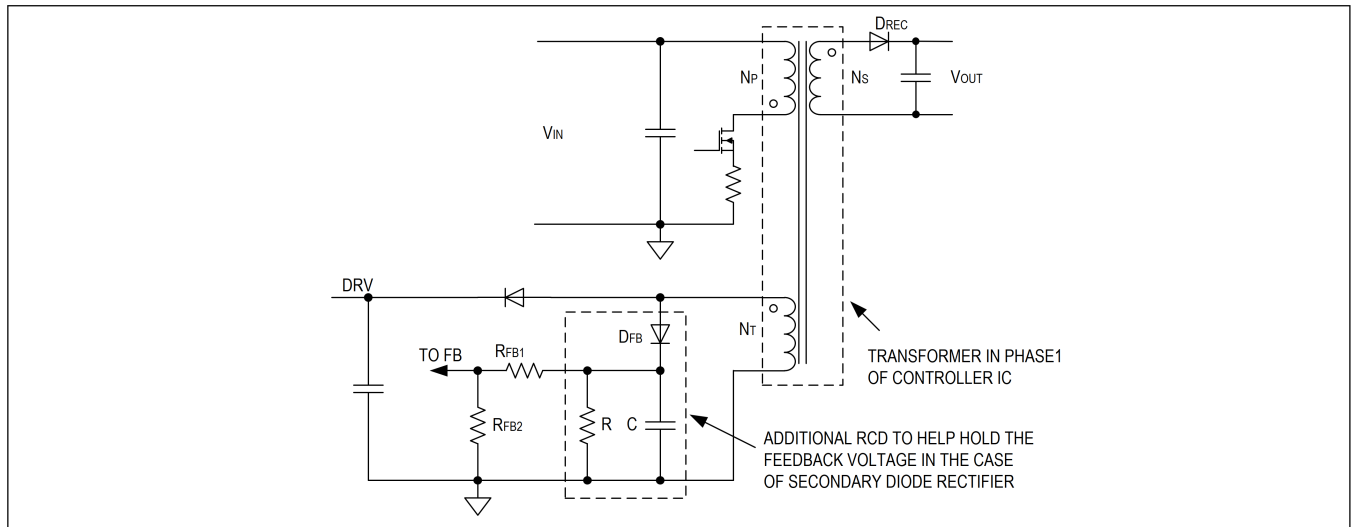 DREC
NP
NS
VOUT
VIN
DRV
DFB
NT
TO FB
RFB1
RFB2
R
C
TRANSFORMER IN PHASE1
OF CONTROLLER IC
ADDITIONAL RCD TO HELP HOLD THE
FEEDBACK VOLTAGE IN THE CASE
OF SECONDARY DIODE RECTIFIER